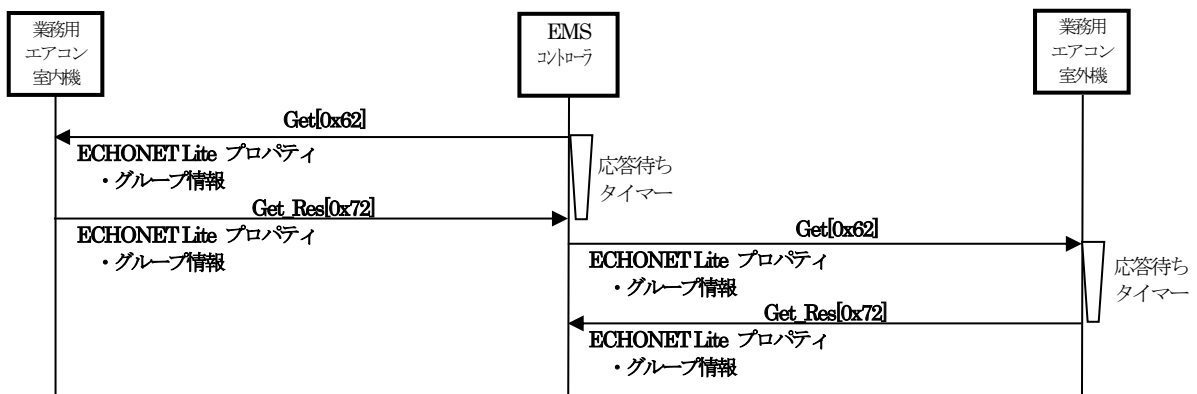 業務用
エアコン
室内機
EMS
コントローラ
業務用
エアコン
室外機
Get[0x62]
ECHONET Lite プロパティ
・グループ情報
応答待ち
タイマー
Get_Res[0x72]
ECHONET Lite プロパティ
・グループ情報
Get[0x62]
ECHONET Lite プロパティ
・グループ情報
応答待ち
タイマー
Get_Res[0x72]
ECHONET Lite プロパティ
・グループ情報